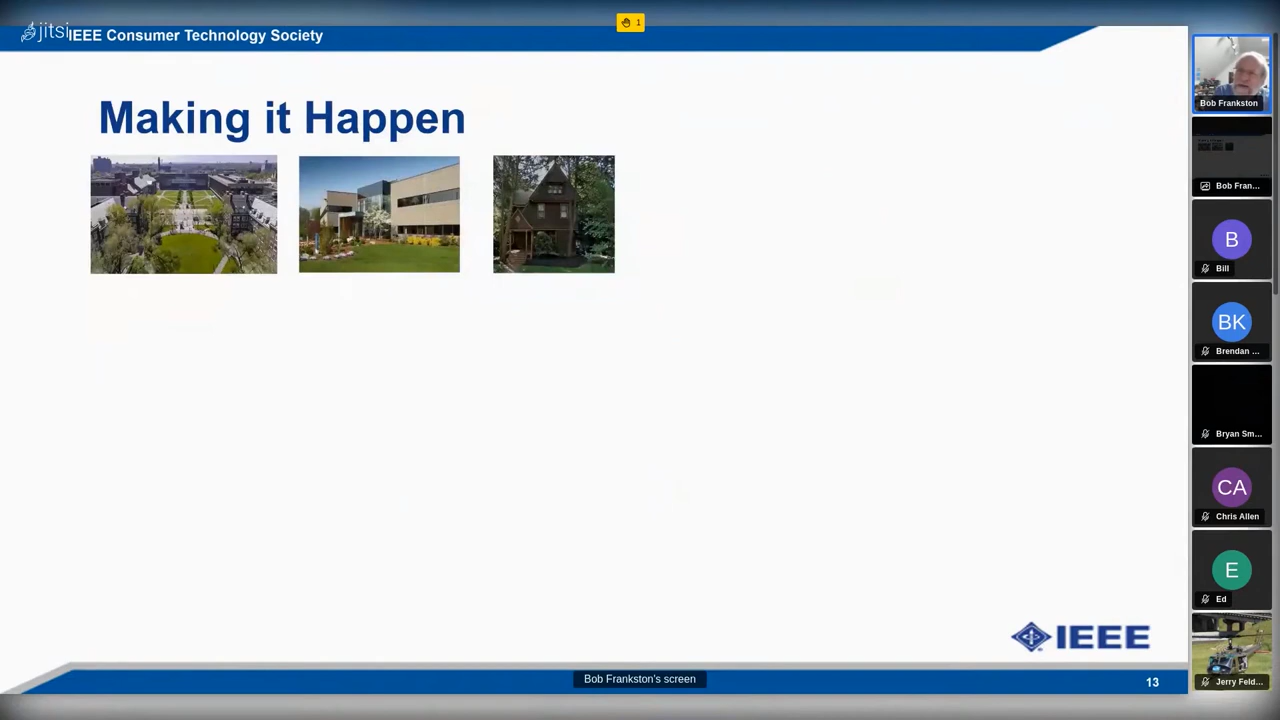 jitsi
IEEE Consumer Technology Society
1
Making it Happen
IEEE
Bob Frankston's screen
13
Bob Frankston
Bob Fran...
B
Bill
BK
Brendan ...
Bryan Sm...
CA
Chris Allen
E
Ed
Jerry Feld...